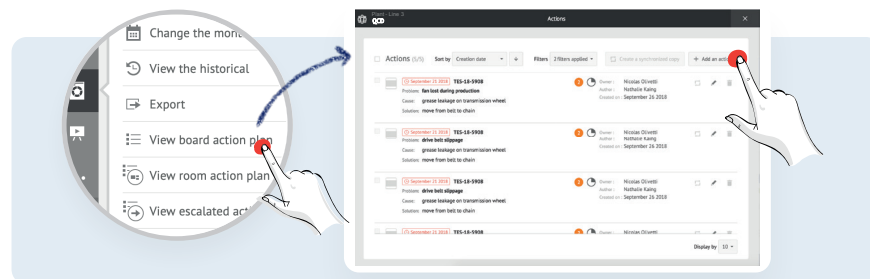 Change the mon
View the historical
Export
View board action plan
View room action plan
View escalated act
Plant - Line 3
QCD
Actions
×
Actions (5/5) Sort by Creation date Filters 2 filters applied Create a synchronized copy + Add an actio
September 21 2018 TES-18-5908
Problem: fan lost during production
Cause: grease leakage on transmission wheel
Solution: move from belt to chain
2 Owner: Nicolas Olivetti
Author: Nathalie Kaing
Created on: September 26 2018
September 21 2018 TES-18-5908
Problem: drive belt slippage
Cause: grease leakage on transmission wheel
Solution: move from belt to chain
2 Owner: Nicolas Olivetti
Author: Nathalie Kaing
Created on: September 26 2018
September 21 2018 TES-18-5908
Problem: drive belt slippage
Cause: grease leakage on transmission wheel
Solution: move from belt to chain
2 Owner: Nicolas Olivetti
Author: Nathalie Kaing
Created on: September 26 2018
September 21 2018 TES-18-5908
2 Owner: Nicolas Olivetti
Display by 10